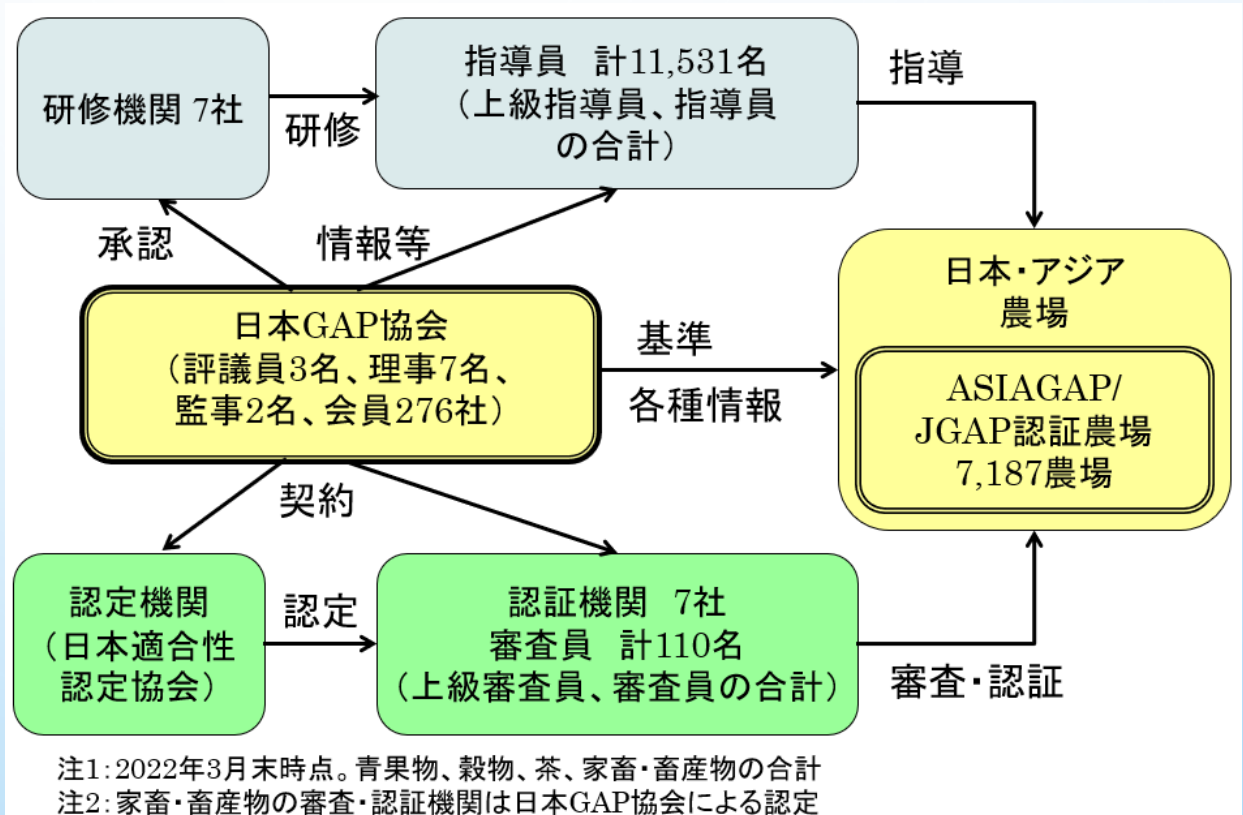 研修機関 7社
研修
指導員　計11,531名
（上級指導員、指導員
の合計）
指導
承認
情報等
日本GAP協会
（評議員3名、理事7名、
監事2名、会員276社）
基準
各種情報
日本・アジア
農場
ASIAGAP/
JGAP認証農場
7,187農場
契約
認定機関
（日本適合性
認定協会）
認定
認証機関　7社
審査員　計110名
（上級審査員、審査員の合計）
審査・認証
注1：2022年3月末時点。青果物、穀物、茶、家畜・畜産物の合計
注2：家畜・畜産物の審査・認証機関は日本GAP協会による認定